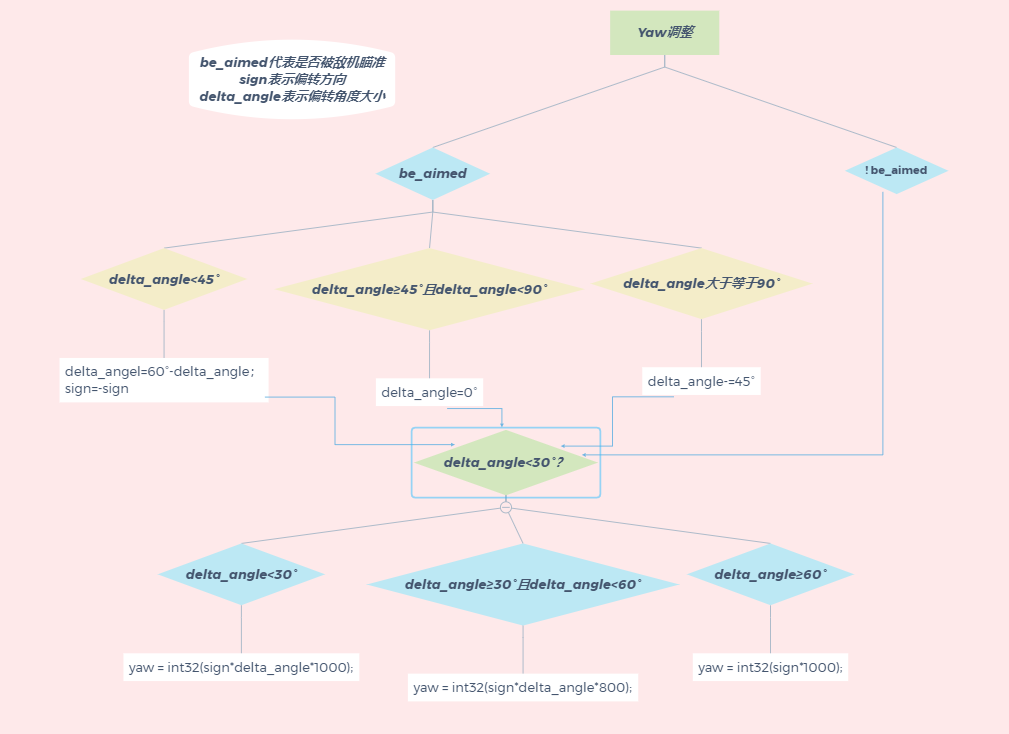 Yaw调整
be_aimed代表是否被敌机瞄准
sign表示偏转方向
delta_angle表示偏转角度大小
be_aimed
!be_aimed
delta_angle<45°
delta_angle≥45°且delta_angle<90°
delta_angle大于等于90°
delta_angel=60°-delta_angle;
sign=-sign
delta_angle=0°
delta_angle-=45°
delta_angle<30°?
delta_angle<30°
delta_angle≥30°且delta_angle<60°
delta_angle≥60°
yaw = int32(sign*delta_angle*1000);
yaw = int32(sign*delta_angle*800);
yaw = int32(sign*1000);